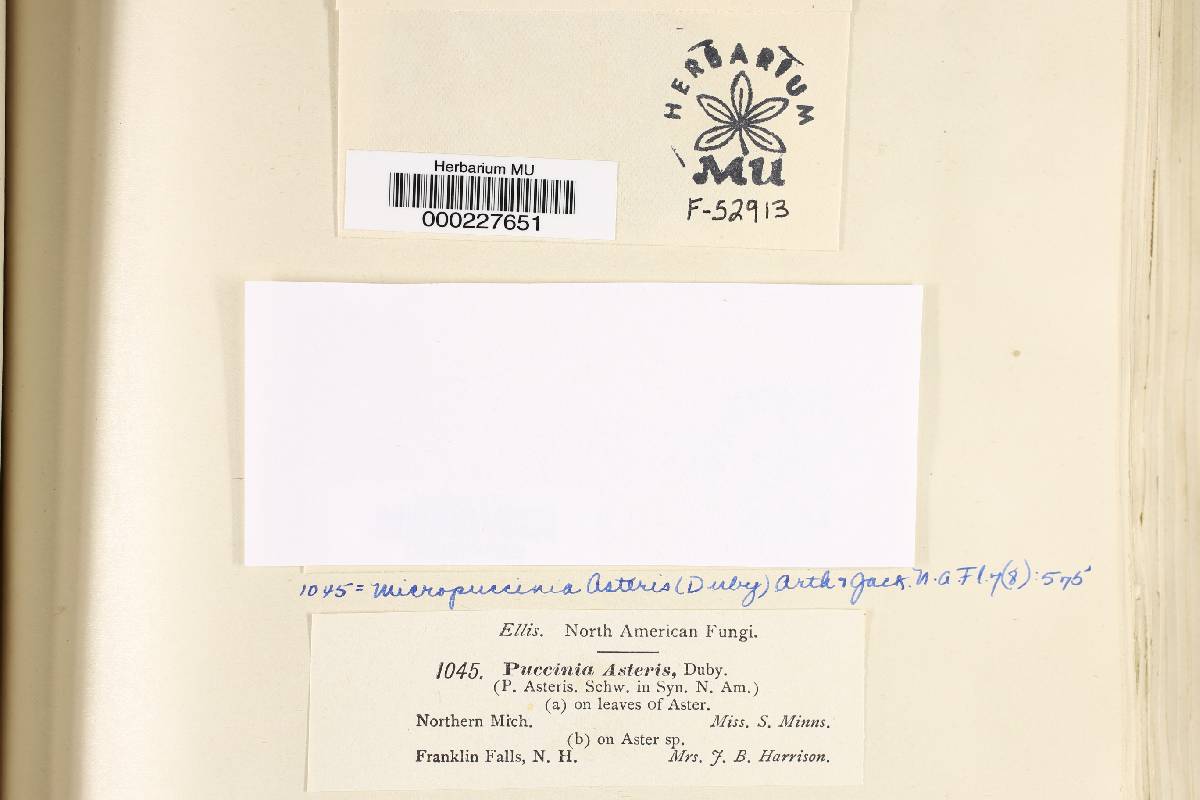 HERBARIUM
MU
F-52913
Herbarium MU
000227651
1045 = Micropuccinia Asteris (Duby) Arth & Jack. N. A Fl. 7(8): 575
Ellis. North American Fungi.
1045. Puccinia Asteris, Duby.
(P. Asteris. Schw. in Syn. N. Am.)
(a) on leaves of Aster.
Northern Mich. Miss. S. Minns.
(b) on Aster sp.
Franklin Falls, N. H. Mrs. J. B. Harrison.